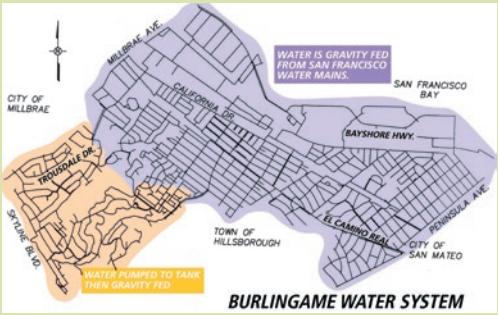 MILLBRAE AVE.
WATER IS GRAVITY FED
FROM SAN FRANCISCO
WATER MAINS.
CITY OF
MILLBRAE
CALIFORNIA DR.
SAN FRANCISCO
BAY
BAYSHORE HWY.
TROUSDALE DR.
SKYLINE BLVD.
TOWN OF
HILLSBOROUGH
EL CAMINO REAL
PENINSULA AVE.
CITY OF
SAN MATEO
WATER PUMPED TO TANK
THEN GRAVITY FED
BURLINGAME WATER SYSTEM